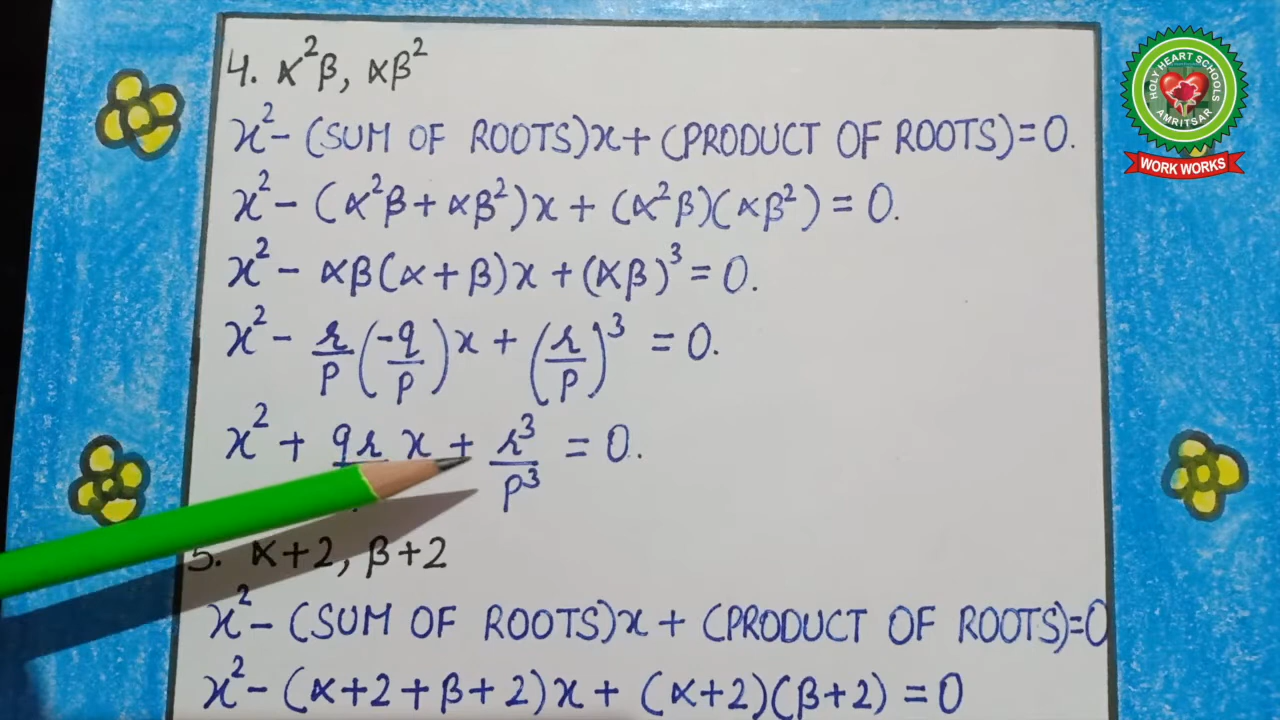 4. α²β, αβ²
x² - (SUM OF ROOTS)x + (PRODUCT OF ROOTS) = 0.
x² - (α²β + αβ²)x + (α²β)(αβ²) = 0.
x² - αβ(α + β)x + (αβ)³ = 0.
x² - r/p (-q/p) x + (r/p)³ = 0.
x² + qr x + r³/p³ = 0.
5. α+2, β+2
x² - (SUM OF ROOTS)x + (PRODUCT OF ROOTS) = 0
x² - (α+2+β+2)x + (α+2)(β+2) = 0
HOLY HEART SCHOOLS
AMRITSAR
WORK WORKS